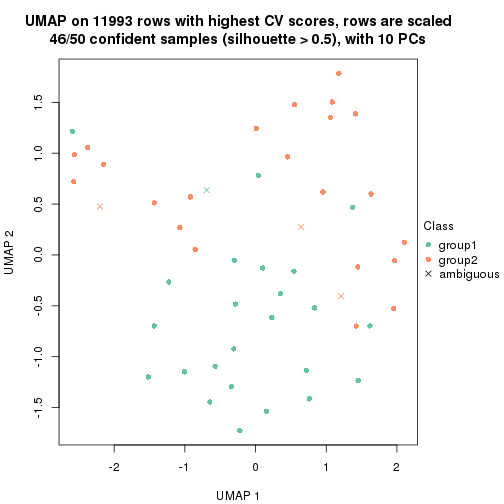 UMAP on 11993 rows with highest CV scores, rows are scaled
46/50 confident samples (silhouette > 0.5), with 10 PCs
1.5
1.0
0.5
0.0
-0.5
-1.0
-1.5
UMAP 2
-2
-1
0
1
2
UMAP 1
Class
group1
group2
ambiguous